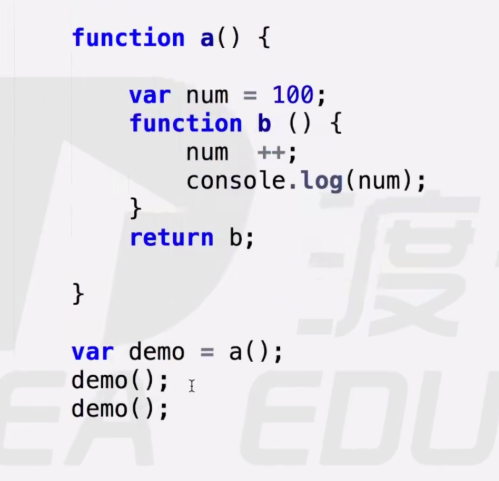 function a() {
var num = 100;
function b () {
num  ++;
console.log(num);
}
return b;
}
var demo = a();
demo();
demo();
渡
EA EDU